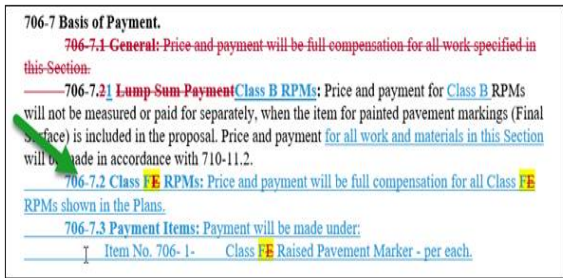 706-7 Basis of Payment.
706-7.1 General: Price and payment will be full compensation for all work specified in
this Section.
706-7.21 Lump Sum PaymentClass B RPMs: Price and payment for Class B RPMs
will not be measured or paid for separately, when the item for painted pavement markings (Final
Surface) is included in the proposal. Price and payment for all work and materials in this Section
will be made in accordance with 710-11.2.
706-7.2 Class FE RPMs: Price and payment will be full compensation for all Class FE
RPMs shown in the Plans.
706-7.3 Payment Items: Payment will be made under:
Item No. 706- 1- Class FE Raised Pavement Marker - per each.